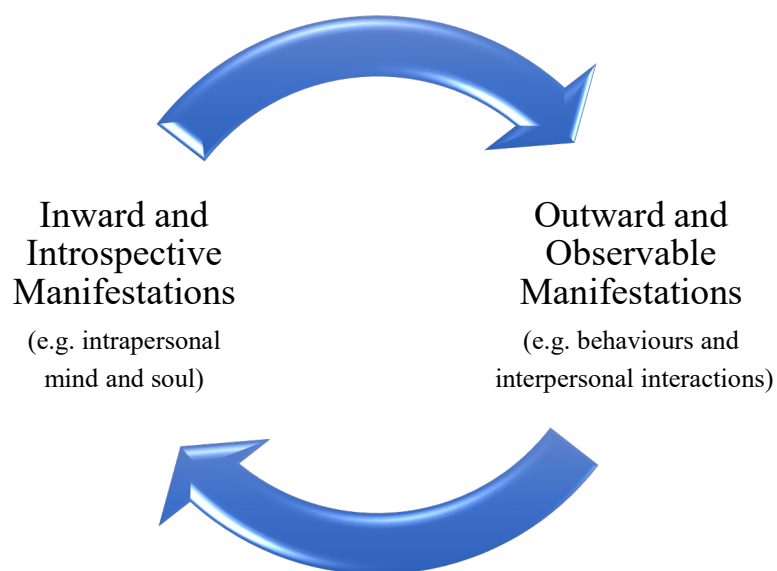 Inward and
Introspective
Manifestations
(e.g. intrapersonal
mind and soul)
Outward and
Observable
Manifestations
(e.g. behaviours and
interpersonal interactions)